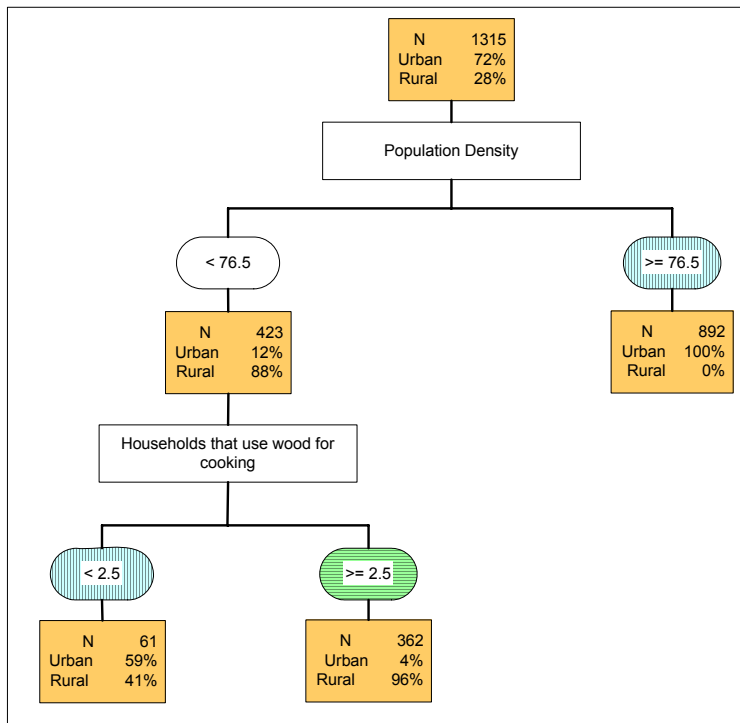 N 1315
Urban 72%
Rural 28%
Population Density
< 76.5
>= 76.5
N 423
Urban 12%
Rural 88%
N 892
Urban 100%
Rural 0%
Households that use wood for
cooking
< 2.5
>= 2.5
N 61
Urban 59%
Rural 41%
N 362
Urban 4%
Rural 96%